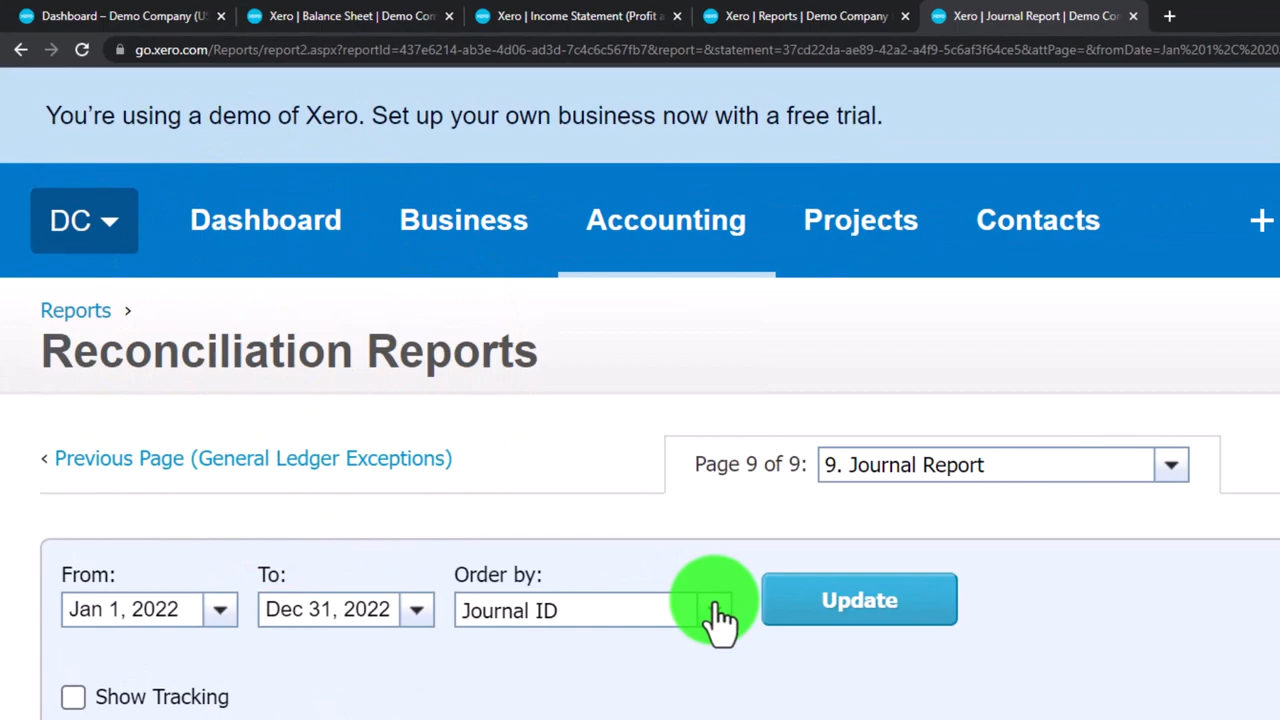 Dashboard – Demo Company (U
Xero | Balance Sheet | Demo Com
Xero | Income Statement (Profit a
Xero | Reports | Demo Company
Xero | Journal Report | Demo Co
go.xero.com/Reports/report2.aspx?reportId=437e6214-ab3e-4d06-ad3d-7c4c6c567fb7&report=&statement=37cd22da-ae89-42a2-a4f9-5c6af3f64ce5&attPage=&fromDate=Jan%201%2C%2020
You're using a demo of Xero. Set up your own business now with a free trial.
DC Dashboard Business Accounting Projects Contacts +
Reports ›
Reconciliation Reports
‹ Previous Page (General Ledger Exceptions) Page 9 of 9: 9. Journal Report
From: To: Order by:
Jan 1, 2022 Dec 31, 2022 Journal ID Update
Show Tracking